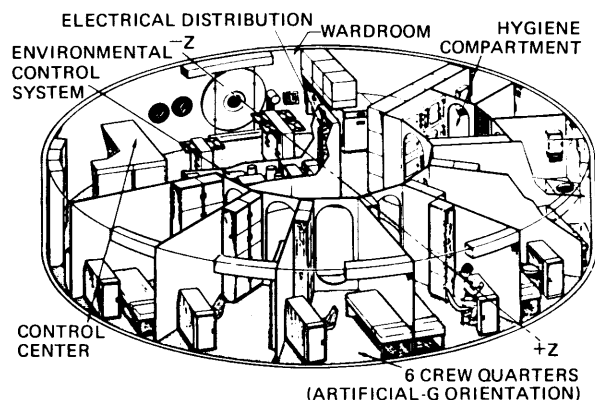 ELECTRICAL DISTRIBUTION
-Z
WARDROOM
HYGIENE
COMPARTMENT
ENVIRONMENTAL
CONTROL
SYSTEM
CONTROL
CENTER
+Z
6 CREW QUARTERS
(ARTIFICIAL-G ORIENTATION)